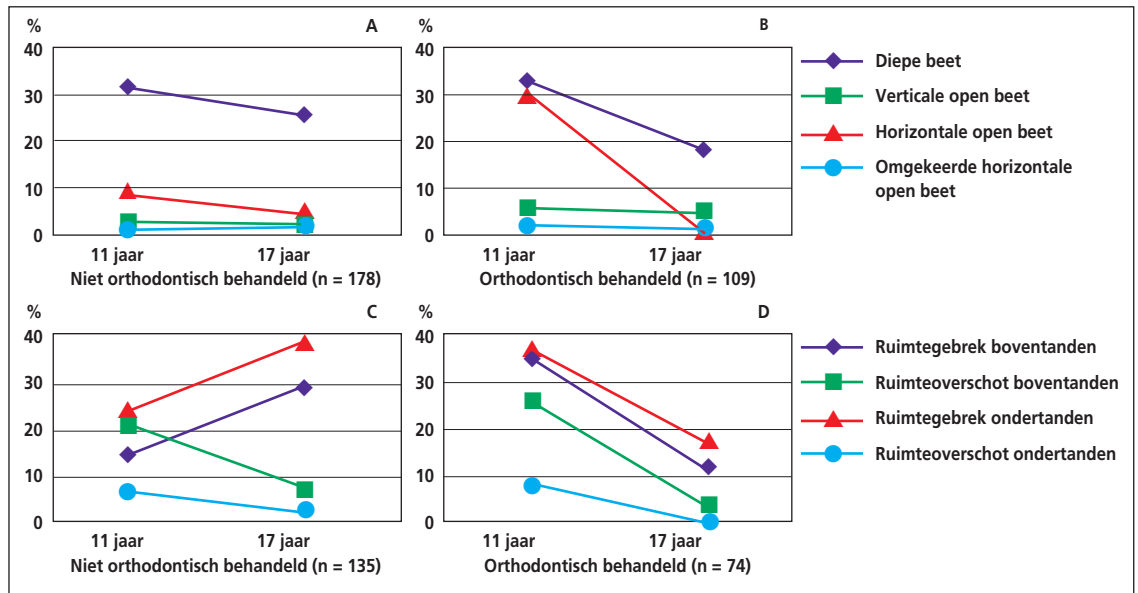 %
A
40
30
20
10
0
11 jaar
17 jaar
Niet orthodontisch behandeld (n = 178)
%
B
40
30
20
10
0
11 jaar
17 jaar
Orthodontisch behandeld (n = 109)
Diepe beet
Verticale open beet
Horizontale open beet
Omgekeerde horizontale
open beet
%
C
40
30
20
10
0
11 jaar
17 jaar
Niet orthodontisch behandeld (n = 135)
%
D
40
30
20
10
0
11 jaar
17 jaar
Orthodontisch behandeld (n = 74)
Ruimtegebrek boventanden
Ruimteoverschot boventanden
Ruimtegebrek ondertanden
Ruimteoverschot ondertanden